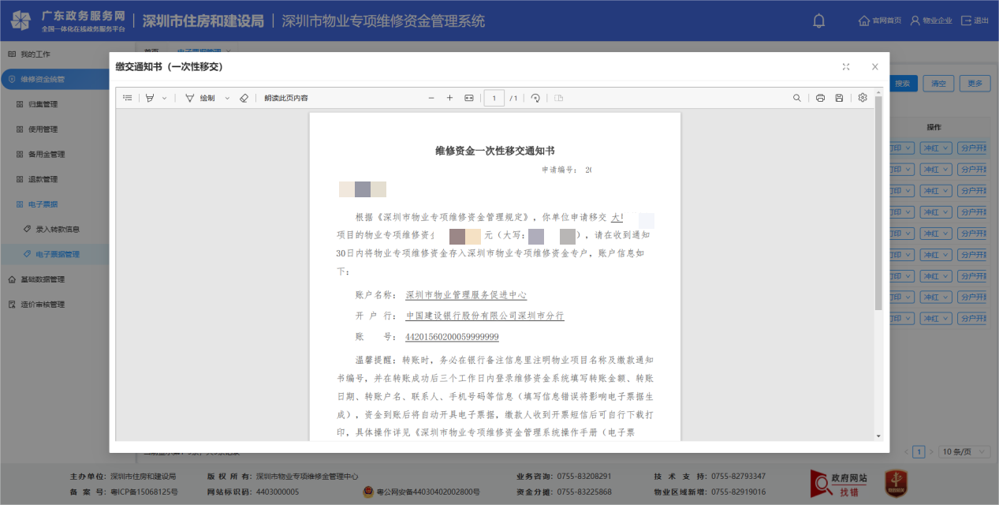 广东政务服务网
全国一体化在线政务服务平台
深圳市住房和建设局
深圳市物业专项维修资金管理系统
官网首页 物业企业 退出
我的工作
首页 电子票据管理
维修资金统管
归集管理
使用管理
备用金管理
退款管理
电子票据
录入转款信息
电子票据管理
基础数据管理
造价审核管理
缴交通知书（一次性移交）
绘制
朗读此页内容
1 / 1
搜索 清空 更多
操作
打印 冲红 分户开票
打印 冲红 分户开票
打印 冲红 分户开票
打印 冲红 分户开票
打印 冲红 分户开票
打印 冲红 分户开票
打印 冲红 分户开票
打印 冲红 分户开票
打印 冲红 分户开票
维修资金一次性移交通知书
申请编号： 20
根据《深圳市物业专项维修资金管理规定》，你单位申请移交 大
项目的物业专项维修资金 元（大写： ），请在收到通知
30日内将物业专项维修资金存入深圳市物业专项维修资金专户，账户信息如
下：
账户名称： 深圳市物业管理服务促进中心
开 户 行： 中国建设银行股份有限公司深圳市分行
账 号： 44201560200059999999
温馨提醒：转账时，务必在银行备注信息里注明物业项目名称及缴款通知
书编号，并在转账成功后三个工作日内登录维修资金系统填写转账金额、转账
日期、转账户名、联系人、手机号码等信息（填写信息错误将影响电子票据生
成），资金到账后将自动开具电子票据，缴款人收到开票短信后可自行下载打
印，具体操作详见《深圳市物业专项维修资金管理系统操作手册（电子票
1 10 条/页
主办单位：深圳市住房和建设局
版 权 所 有：深圳市物业专项维修金管理中心
业务咨询：0755-83208291
技 术 支 持：0755-82793347
备 案 号：粤ICP备15068125号
网站标识码：4403000005
粤公网安备44030402002800号
资金分摊：0755-83225868
物业区域新增：0755-82919016
政府网站
找错